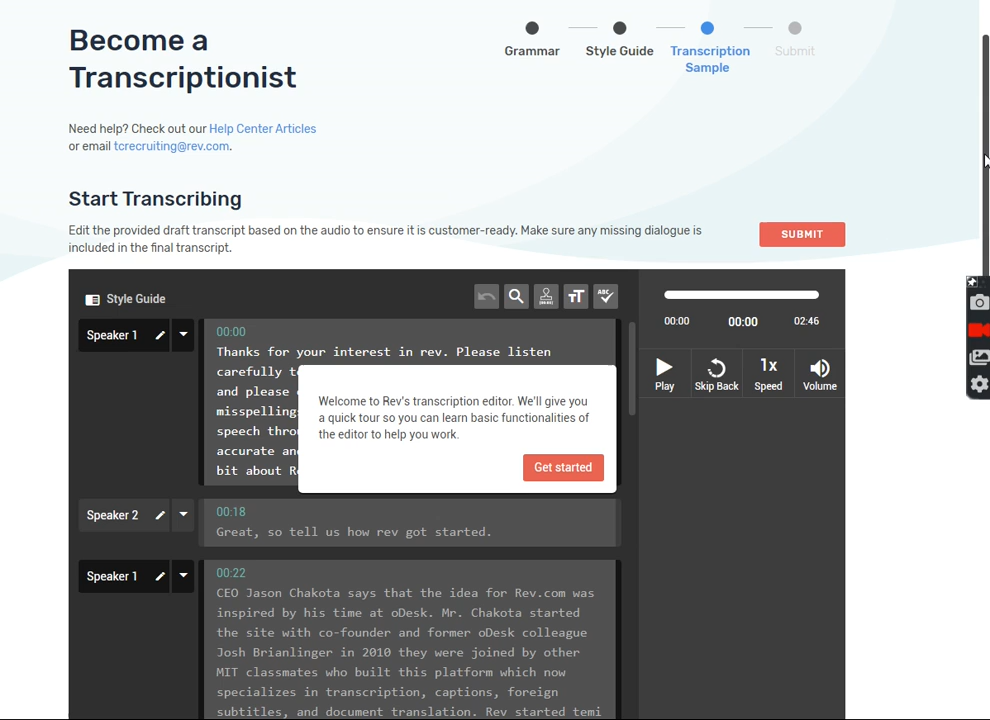 Become a
Transcriptionist
Grammar
Style Guide
Transcription
Sample
Submit
Need help? Check out our Help Center Articles
or email tcrecruiting@rev.com.
Start Transcribing
Edit the provided draft transcript based on the audio to ensure it is customer-ready. Make sure any missing dialogue is
included in the final transcript.
SUBMIT
Style Guide
TT
ABC
00:00
00:00
02:46
Play
Skip Back
1x
Speed
Volume
Speaker 1
00:00
Thanks for your interest in rev. Please listen
carefully t
and please
misspelling
speech thro
accurate an
bit about R
Welcome to Rev's transcription editor. We'll give you
a quick tour so you can learn basic functionalities of
the editor to help you work.
Get started
Speaker 2
00:18
Great, so tell us how rev got started.
Speaker 1
00:22
CEO Jason Chakota says that the idea for Rev.com was
inspired by his time at oDesk. Mr. Chakota started
the site with co-founder and former oDesk colleague
Josh Brianlinger in 2010 they were joined by other
MIT classmates who built this platform which now
specializes in transcription, captions, foreign
subtitles, and document translation. Rev started temi